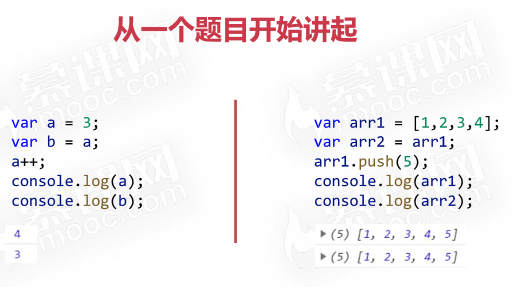 从一个题目开始讲起
var a = 3;
var b = a;
a++;
console.log(a);
console.log(b);
4
3
var arr1 = [1,2,3,4];
var arr2 = arr1;
arr1.push(5);
console.log(arr1);
console.log(arr2);
▶(5) [1, 2, 3, 4, 5]
▶(5) [1, 2, 3, 4, 5]
慕课网
mooc.com